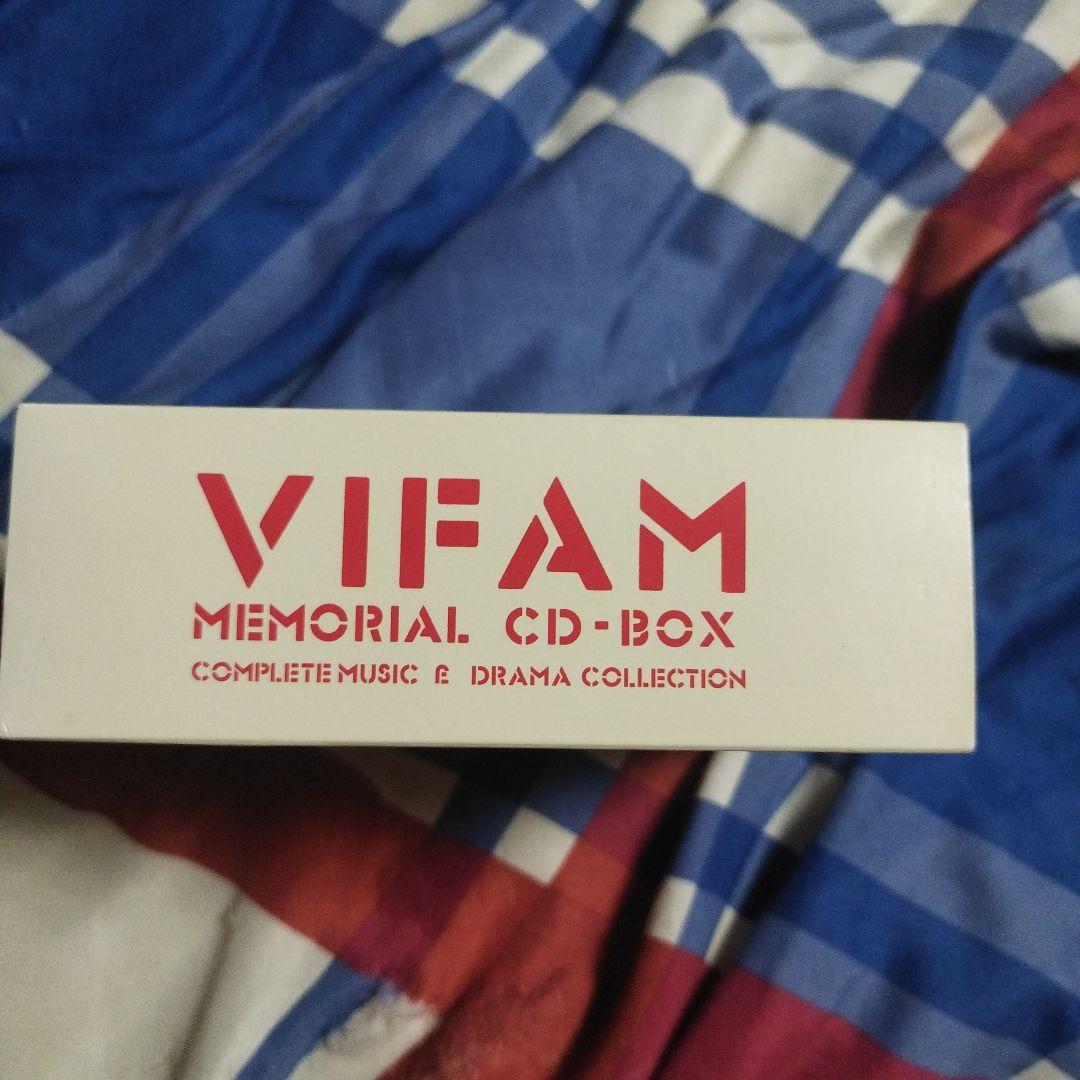 VIFAM
MEMORIAL CD-BOX
COMPLETE MUSIC & DRAMA COLLECTION